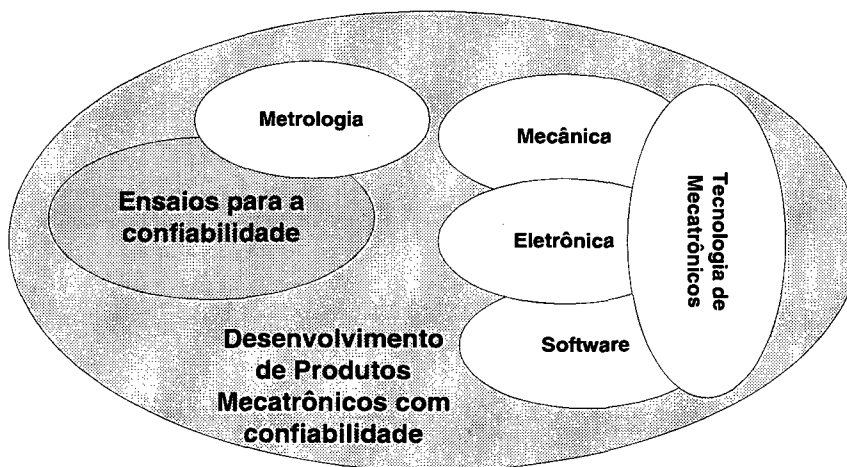 Metrologia
Ensaios para a
confiabilidade
Mecânica
Eletrônica
Software
Tecnologia de
Mecatrônicos
Desenvolvimento
de Produtos
Mecatrônicos com
confiabilidade